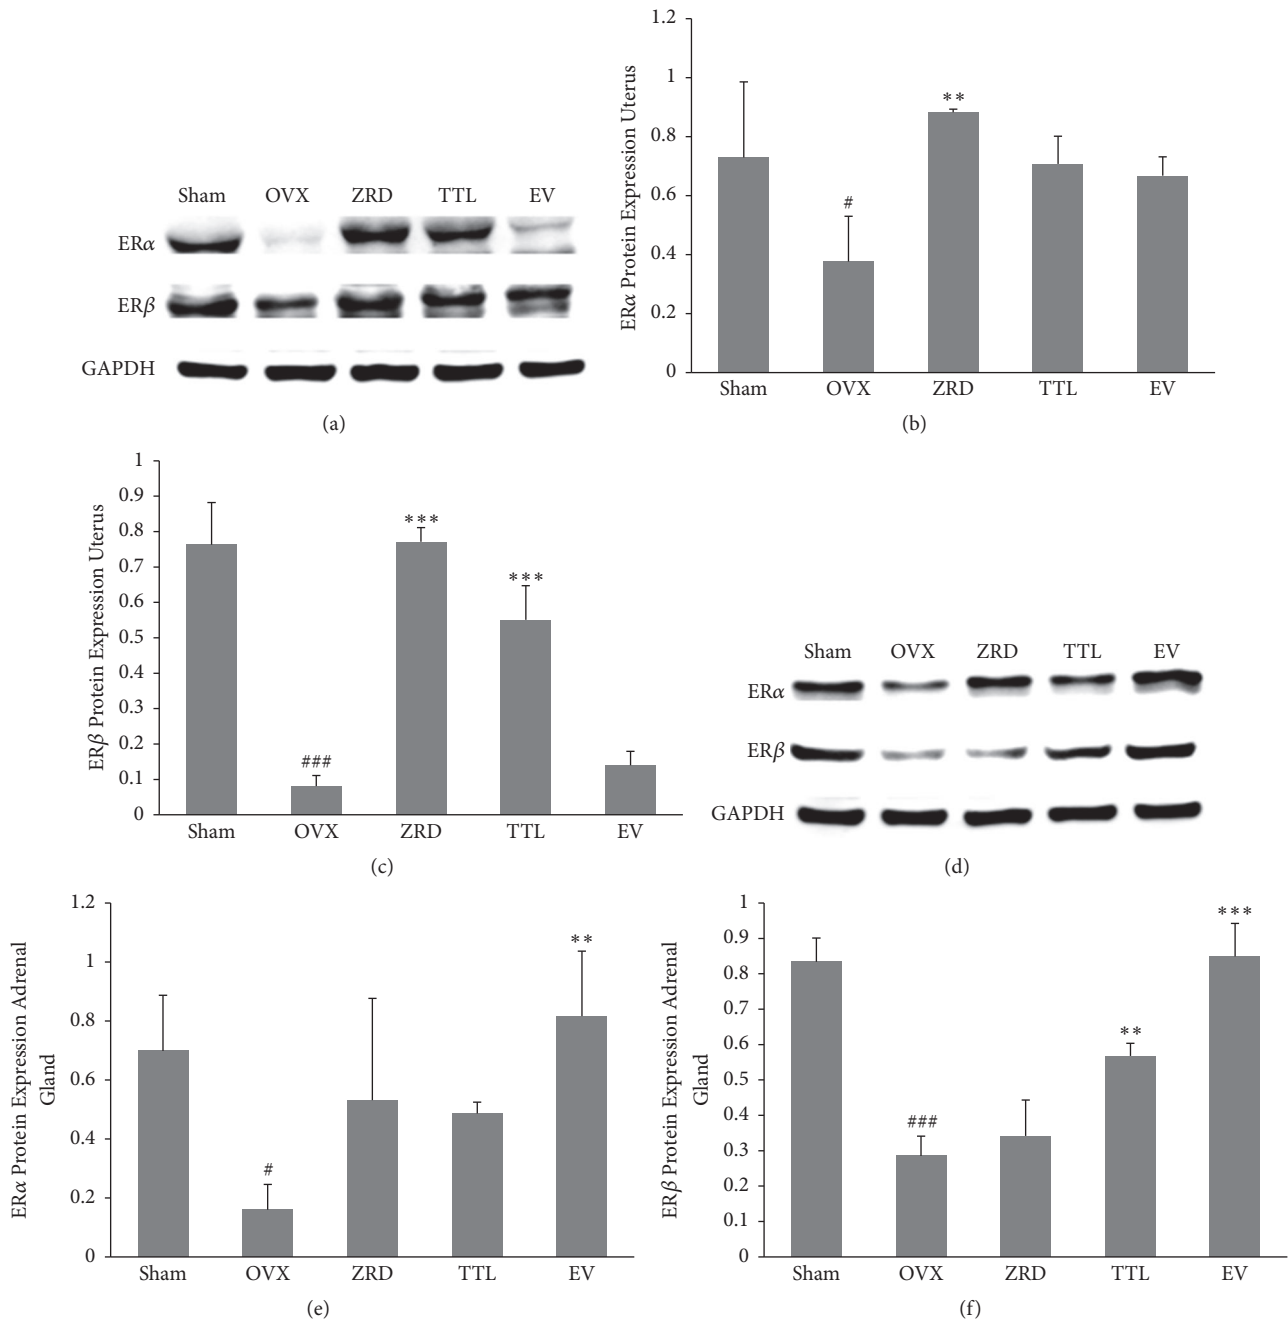 Sham OVX ZRD TTL EV
ERα
ERβ
GAPDH
(a)
ERα Protein Expression Uterus
1.2
1
0.8
0.6
0.4
0.2
0
#
**
Sham OVX ZRD TTL EV
(b)
ERβ Protein Expression Uterus
1
0.9
0.8
0.7
0.6
0.5
0.4
0.3
0.2
0.1
0
###
***
***
Sham OVX ZRD TTL EV
(c)
Sham OVX ZRD TTL EV
ERα
ERβ
GAPDH
(d)
ERα Protein Expression Adrenal
Gland
1.2
1
0.8
0.6
0.4
0.2
0
#
**
Sham OVX ZRD TTL EV
(e)
ERβ Protein Expression Adrenal
Gland
1
0.9
0.8
0.7
0.6
0.5
0.4
0.3
0.2
0.1
0
###
**
***
Sham OVX ZRD TTL EV
(f)